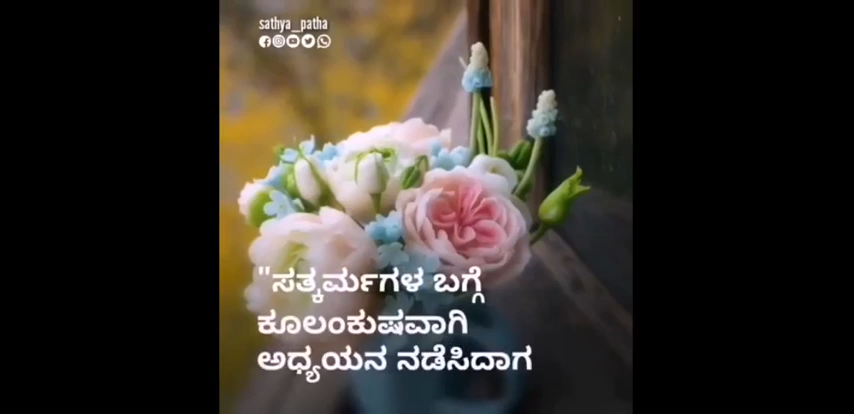 sathya_patha
"ಸತ್ಕರ್ಮಗಳ ಬಗ್ಗೆ
ಕೂಲಂಕುಷವಾಗಿ
ಅಧ್ಯಯನ ನಡೆಸಿದಾಗ